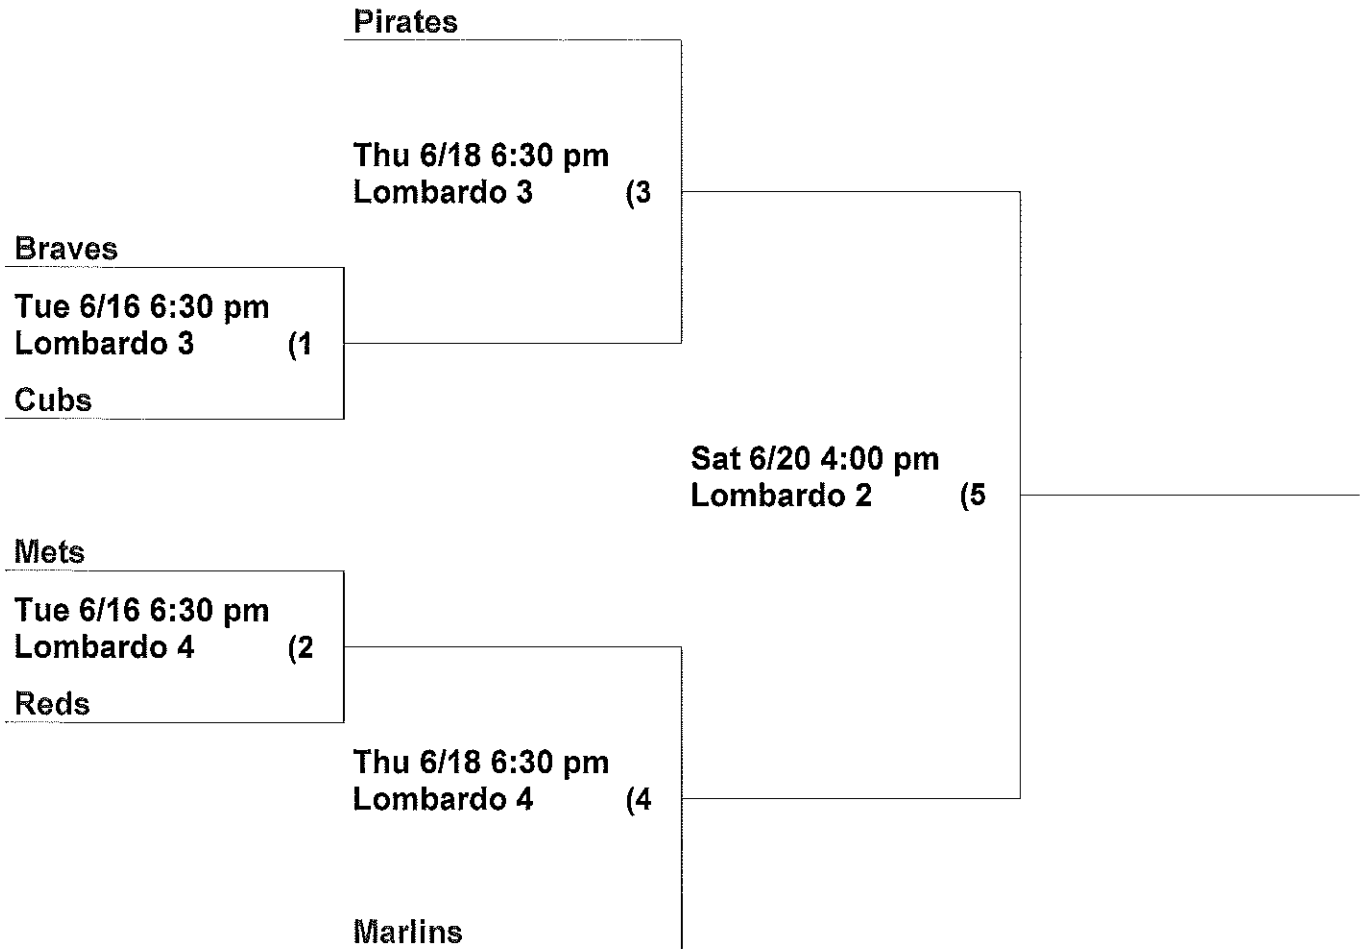 Pirates
Thu 6/18 6:30 pm
Lombardo 3 (3
Braves
Tue 6/16 6:30 pm
Lombardo 3 (1
Cubs
Sat 6/20 4:00 pm
Lombardo 2 (5
Mets
Tue 6/16 6:30 pm
Lombardo 4 (2
Reds
Thu 6/18 6:30 pm
Lombardo 4 (4
Marlins